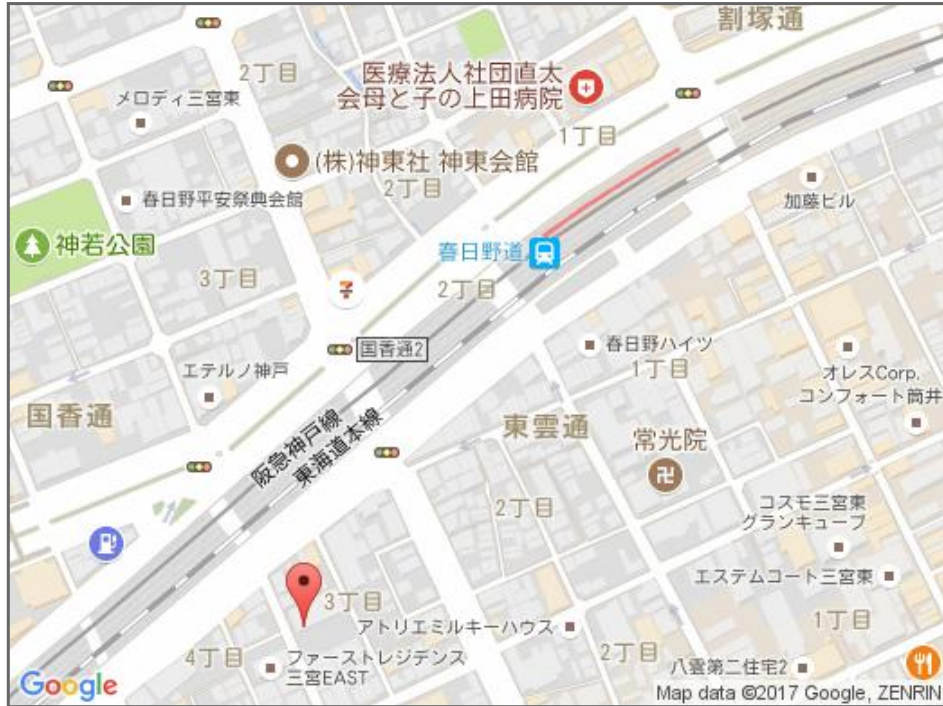 割塚通
2丁目
医療法人社団直太
会母と子の上田病院
メロディ三宮東
1丁目
(株)神東社 神東会館
2丁目
春日野平安祭典会館
加藤ビル
神若公園
春日野道
3丁目
2丁目
国香通2
春日野ハイツ
エテルノ神戸
1丁目
オレスCorp.
コンフォート筒井
国香通
東雲通
阪急神戸線
東海道本線
常光院
2丁目
コスモ三宮東
グランキューブ
エステムコート三宮東
3丁目
アトリエミルキーハウス
1丁目
4丁目
ファーストレジデンス
三宮EAST
2丁目
八雲第二住宅2
Google
Map data ©2017 Google, ZENRIN